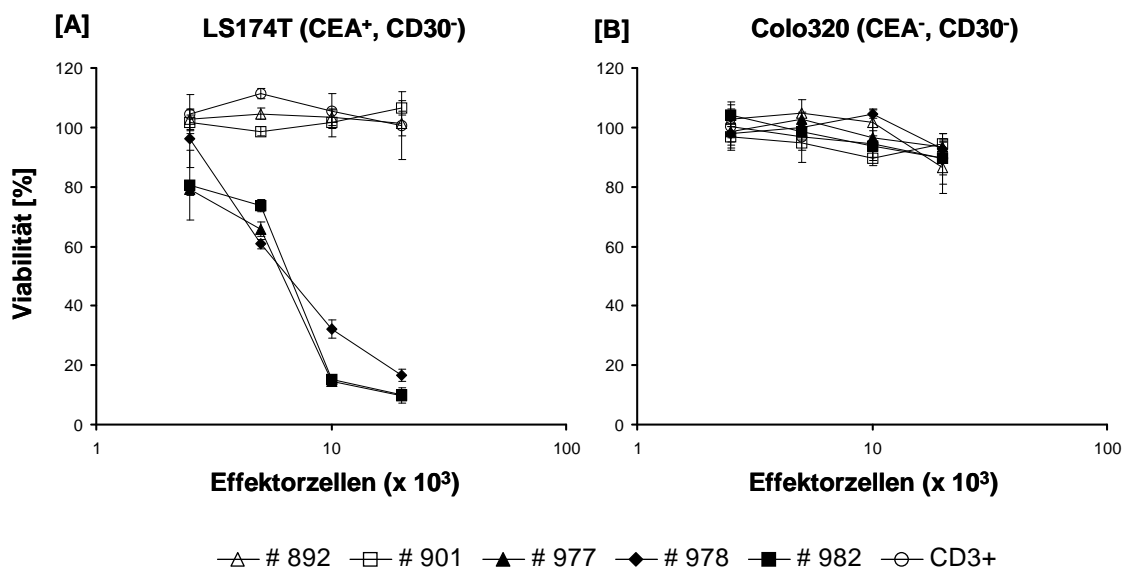 [A] LS174T (CEA⁺, CD30⁻)
[B] Colo320 (CEA⁻, CD30⁻)
Viabilität [%]
120
100
80
60
40
20
0
1 10 100
Effektorzellen (x 10³)
120
100
80
60
40
20
0
1 10 100
Effektorzellen (x 10³)
# 892 # 901 # 977 # 978 # 982 CD3+